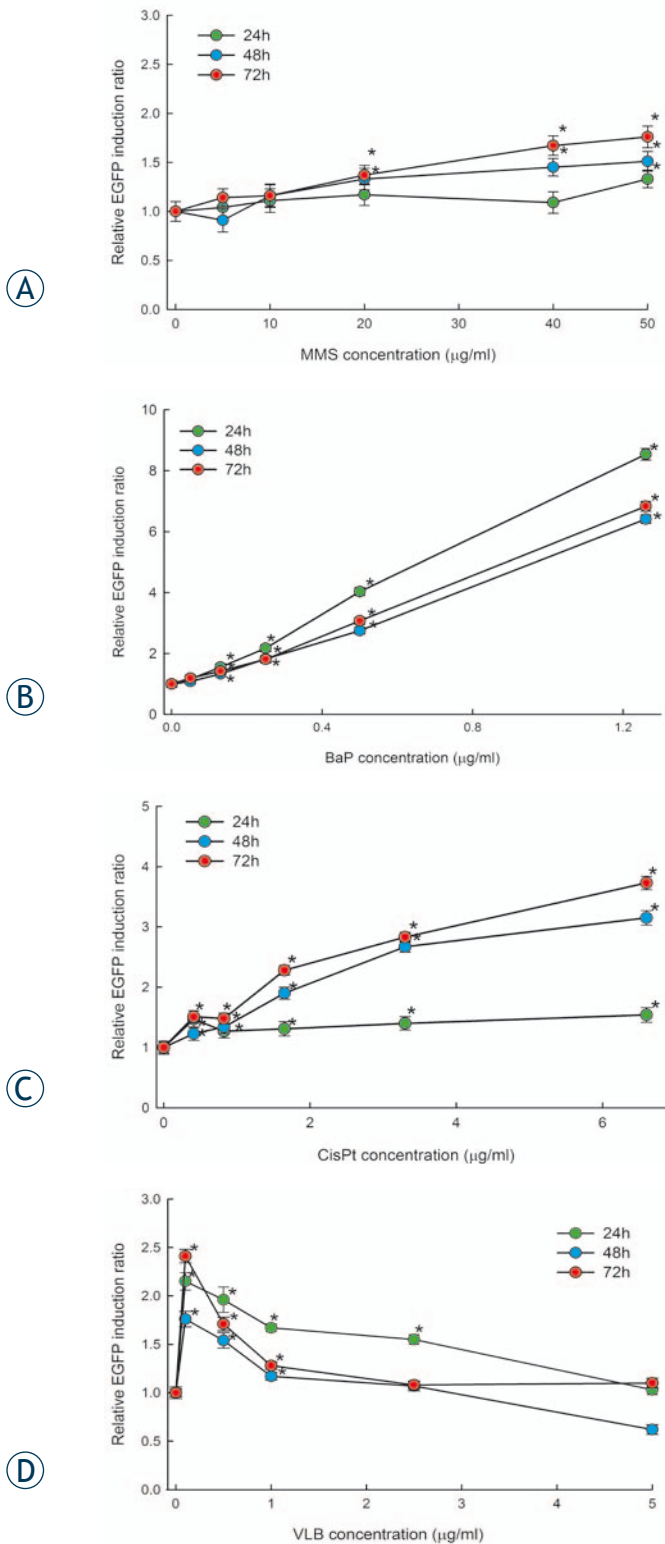 3.0
2.5
2.0
1.5
1.0
0.5
0.0
Relative EGFP induction ratio
24h
48h
72h
* * * * * * *
0 10 20 30 40 50
MMS concentration (μg/ml)
A
10
8
6
4
2
0
Relative EGFP induction ratio
24h
48h
72h
* * * * * * * * * * * *
0.0 0.4 0.8 1.2
BaP concentration (μg/ml)
B
5
4
3
2
1
0
Relative EGFP induction ratio
24h
48h
72h
* * * * * * * * * * * * * * *
0 2 4 6
CisPt concentration (μg/ml)
C
3.0
2.5
2.0
1.5
1.0
0.5
0.0
Relative EGFP induction ratio
24h
48h
72h
* * * * * * * * * *
0 1 2 3 4 5
VLB concentration (μg/ml)
D